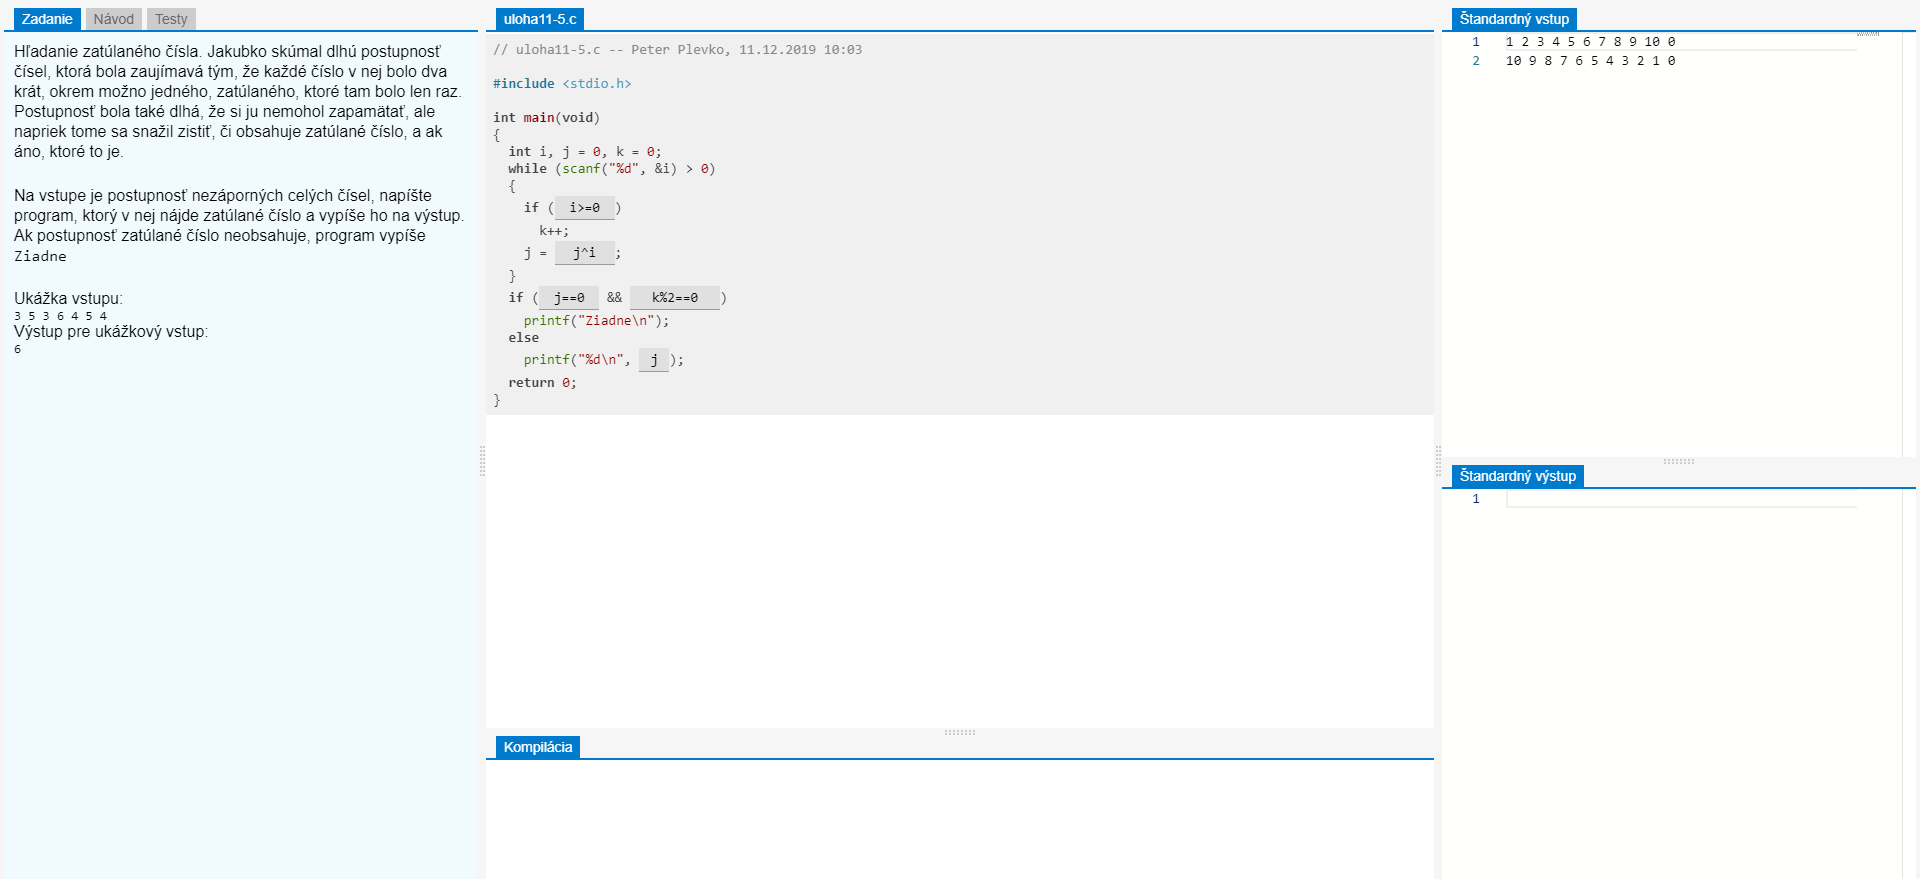 Zadanie Návod Testy
Hľadanie zatúlaného čísla. Jakubko skúmal dlhú postupnosť
čísel, ktorá bola zaujímavá tým, že každé číslo v nej bolo dva
krát, okrem možno jedného, zatúlaného, ktoré tam bolo len raz.
Postupnosť bola také dlhá, že si ju nemohol zapamätať, ale
napriek tome sa snažil zistiť, či obsahuje zatúlané číslo, a ak
áno, ktoré to je.
Na vstupe je postupnosť nezáporných celých čísel, napíšte
program, ktorý v nej nájde zatúlané číslo a vypíše ho na výstup.
Ak postupnosť zatúlané číslo neobsahuje, program vypíše
Ziadne
Ukážka vstupu:
3 5 3 6 4 5 4
Výstup pre ukážkový vstup:
6
uloha11-5.c
// uloha11-5.c -- Peter Plevko, 11.12.2019 10:03
#include <stdio.h>
int main(void)
{
int i, j = 0, k = 0;
while (scanf("%d", &i) > 0)
{
if ( i>=0 )
k++;
j = j^i ;
}
if ( j==0 && k%2==0 )
printf("Ziadne\n");
else
printf("%d\n", j );
return 0;
}
Kompilácia
Štandardný vstup
1 1 2 3 4 5 6 7 8 9 10 0
2 10 9 8 7 6 5 4 3 2 1 0
Štandardný výstup
1